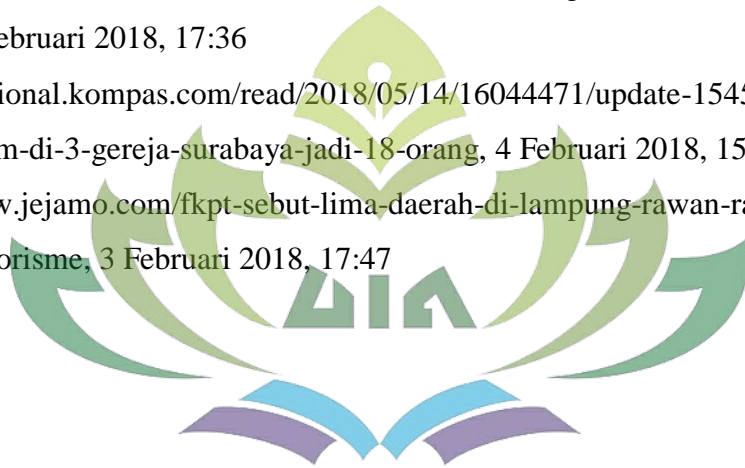 ebruari 2018, 17:36
ional.kompas.com/read/2018/05/14/16044471/update-1545
m-di-3-gereja-surabaya-jadi-18-orang, 4 Februari 2018, 15
w.jejamo.com/fkpt-sebut-lima-daerah-di-lampung-rawan-ra
orisme, 3 Februari 2018, 17:47
UIN